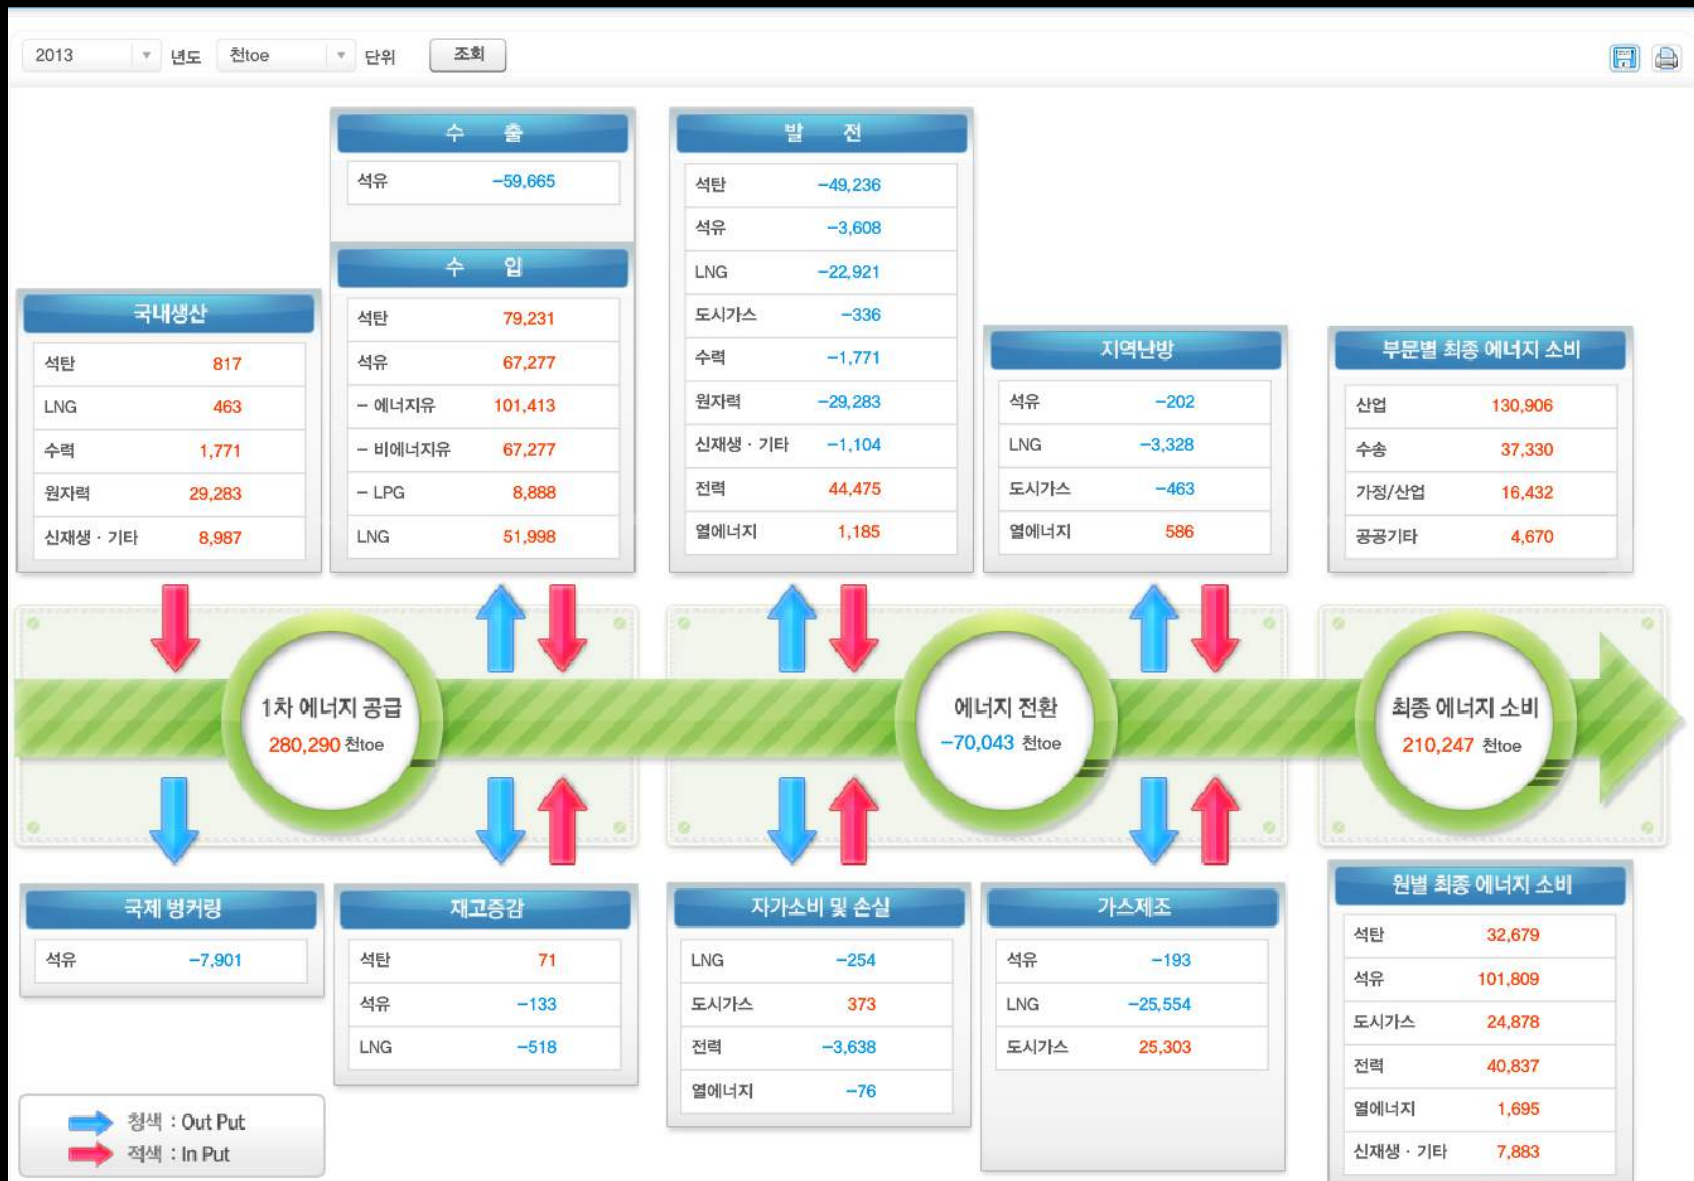 2013 년도 천toe 단위 조회
수 출
석유 -59,665
수 입
석탄 79,231
석유 67,277
- 에너지유 101,413
- 비에너지유 67,277
- LPG 8,888
LNG 51,998
발 전
석탄 -49,236
석유 -3,608
LNG -22,921
도시가스 -336
수력 -1,771
원자력 -29,283
신재생 · 기타 -1,104
전력 44,475
열에너지 1,185
국내생산
석탄 817
LNG 463
수력 1,771
원자력 29,283
신재생 · 기타 8,987
지역난방
석유 -202
LNG -3,328
도시가스 -463
열에너지 586
부문별 최종 에너지 소비
산업 130,906
수송 37,330
가정/산업 16,432
공공기타 4,670
1차 에너지 공급
280,290 천toe
에너지 전환
-70,043 천toe
최종 에너지 소비
210,247 천toe
국제 벙커링
석유 -7,901
재고증감
석탄 71
석유 -133
LNG -518
자가소비 및 손실
LNG -254
도시가스 373
전력 -3,638
열에너지 -76
가스제조
석유 -193
LNG -25,554
도시가스 25,303
원별 최종 에너지 소비
석탄 32,679
석유 101,809
도시가스 24,878
전력 40,837
열에너지 1,695
신재생 · 기타 7,883
청색 : Out Put
적색 : In Put